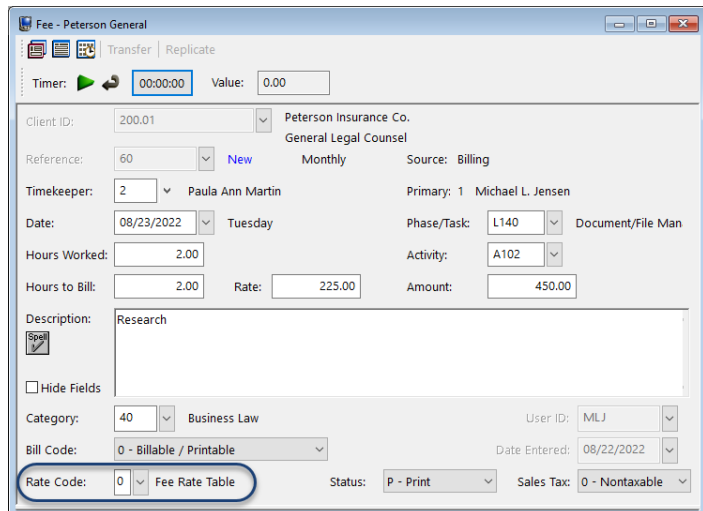 Fee - Peterson General
Transfer Replicate
Timer: 00:00:00 Value: 0.00
Client ID: 200.01 Peterson Insurance Co.
General Legal Counsel
Reference: 60 New Monthly Source: Billing
Timekeeper: 2 Paula Ann Martin Primary: 1 Michael L. Jensen
Date: 08/23/2022 Tuesday Phase/Task: L140 Document/File Man
Hours Worked: 2.00 Activity: A102
Hours to Bill: 2.00 Rate: 225.00 Amount: 450.00
Description: Research
Spell
Hide Fields
Category: 40 Business Law User ID: MLJ
Bill Code: 0 - Billable / Printable Date Entered: 08/22/2022
Rate Code: 0 Fee Rate Table Status: P - Print Sales Tax: 0 - Nontaxable